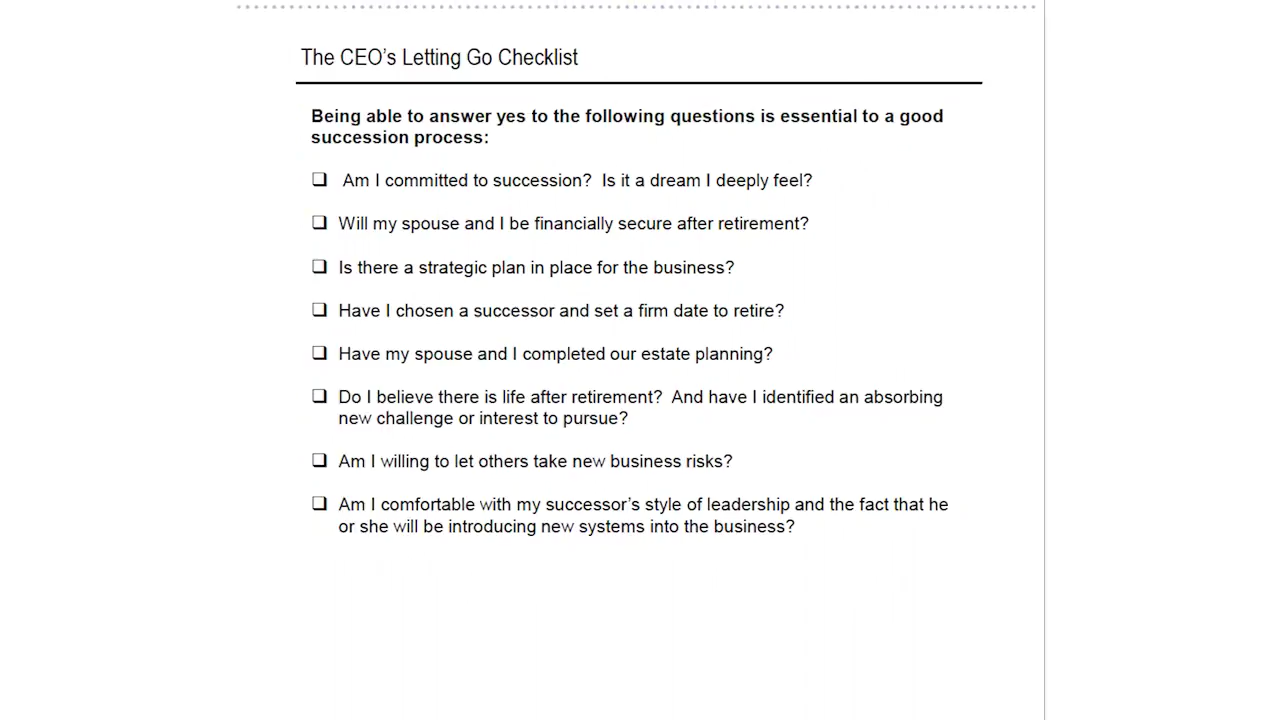 The CEO’s Letting Go Checklist
Being able to answer yes to the following questions is essential to a good
succession process:
❑ Am I committed to succession?  Is it a dream I deeply feel?
❑ Will my spouse and I be financially secure after retirement?
❑ Is there a strategic plan in place for the business?
❑ Have I chosen a successor and set a firm date to retire?
❑ Have my spouse and I completed our estate planning?
❑ Do I believe there is life after retirement?  And have I identified an absorbing
new challenge or interest to pursue?
❑ Am I willing to let others take new business risks?
❑ Am I comfortable with my successor’s style of leadership and the fact that he
or she will be introducing new systems into the business?